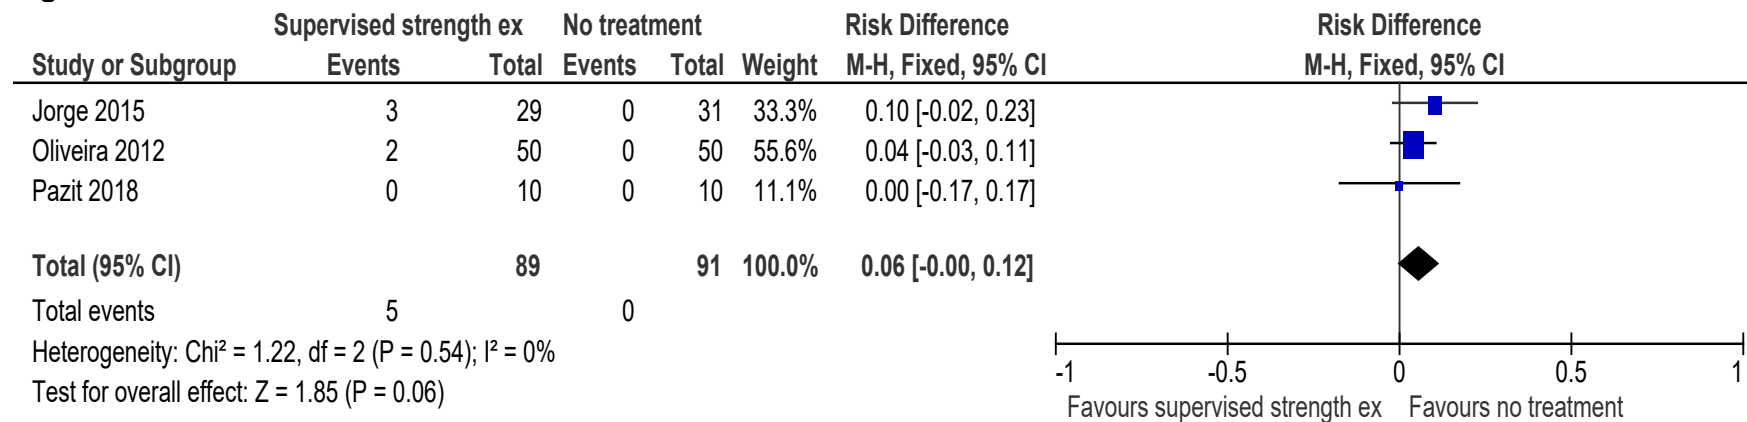 Supervised strength ex No treatment Risk Difference Risk Difference
Study or Subgroup Events Total Events Total Weight M-H, Fixed, 95% CI M-H, Fixed, 95% CI
Jorge 2015 3 29 0 31 33.3% 0.10 [-0.02, 0.23]
Oliveira 2012 2 50 0 50 55.6% 0.04 [-0.03, 0.11]
Pazit 2018 0 10 0 10 11.1% 0.00 [-0.17, 0.17]
Total (95% CI) 89 91 100.0% 0.06 [-0.00, 0.12]
Total events 5 0
Heterogeneity: Chi² = 1.22, df = 2 (P = 0.54); I² = 0%
Test for overall effect: Z = 1.85 (P = 0.06)
-1 -0.5 0 0.5 1
Favours supervised strength ex Favours no treatment